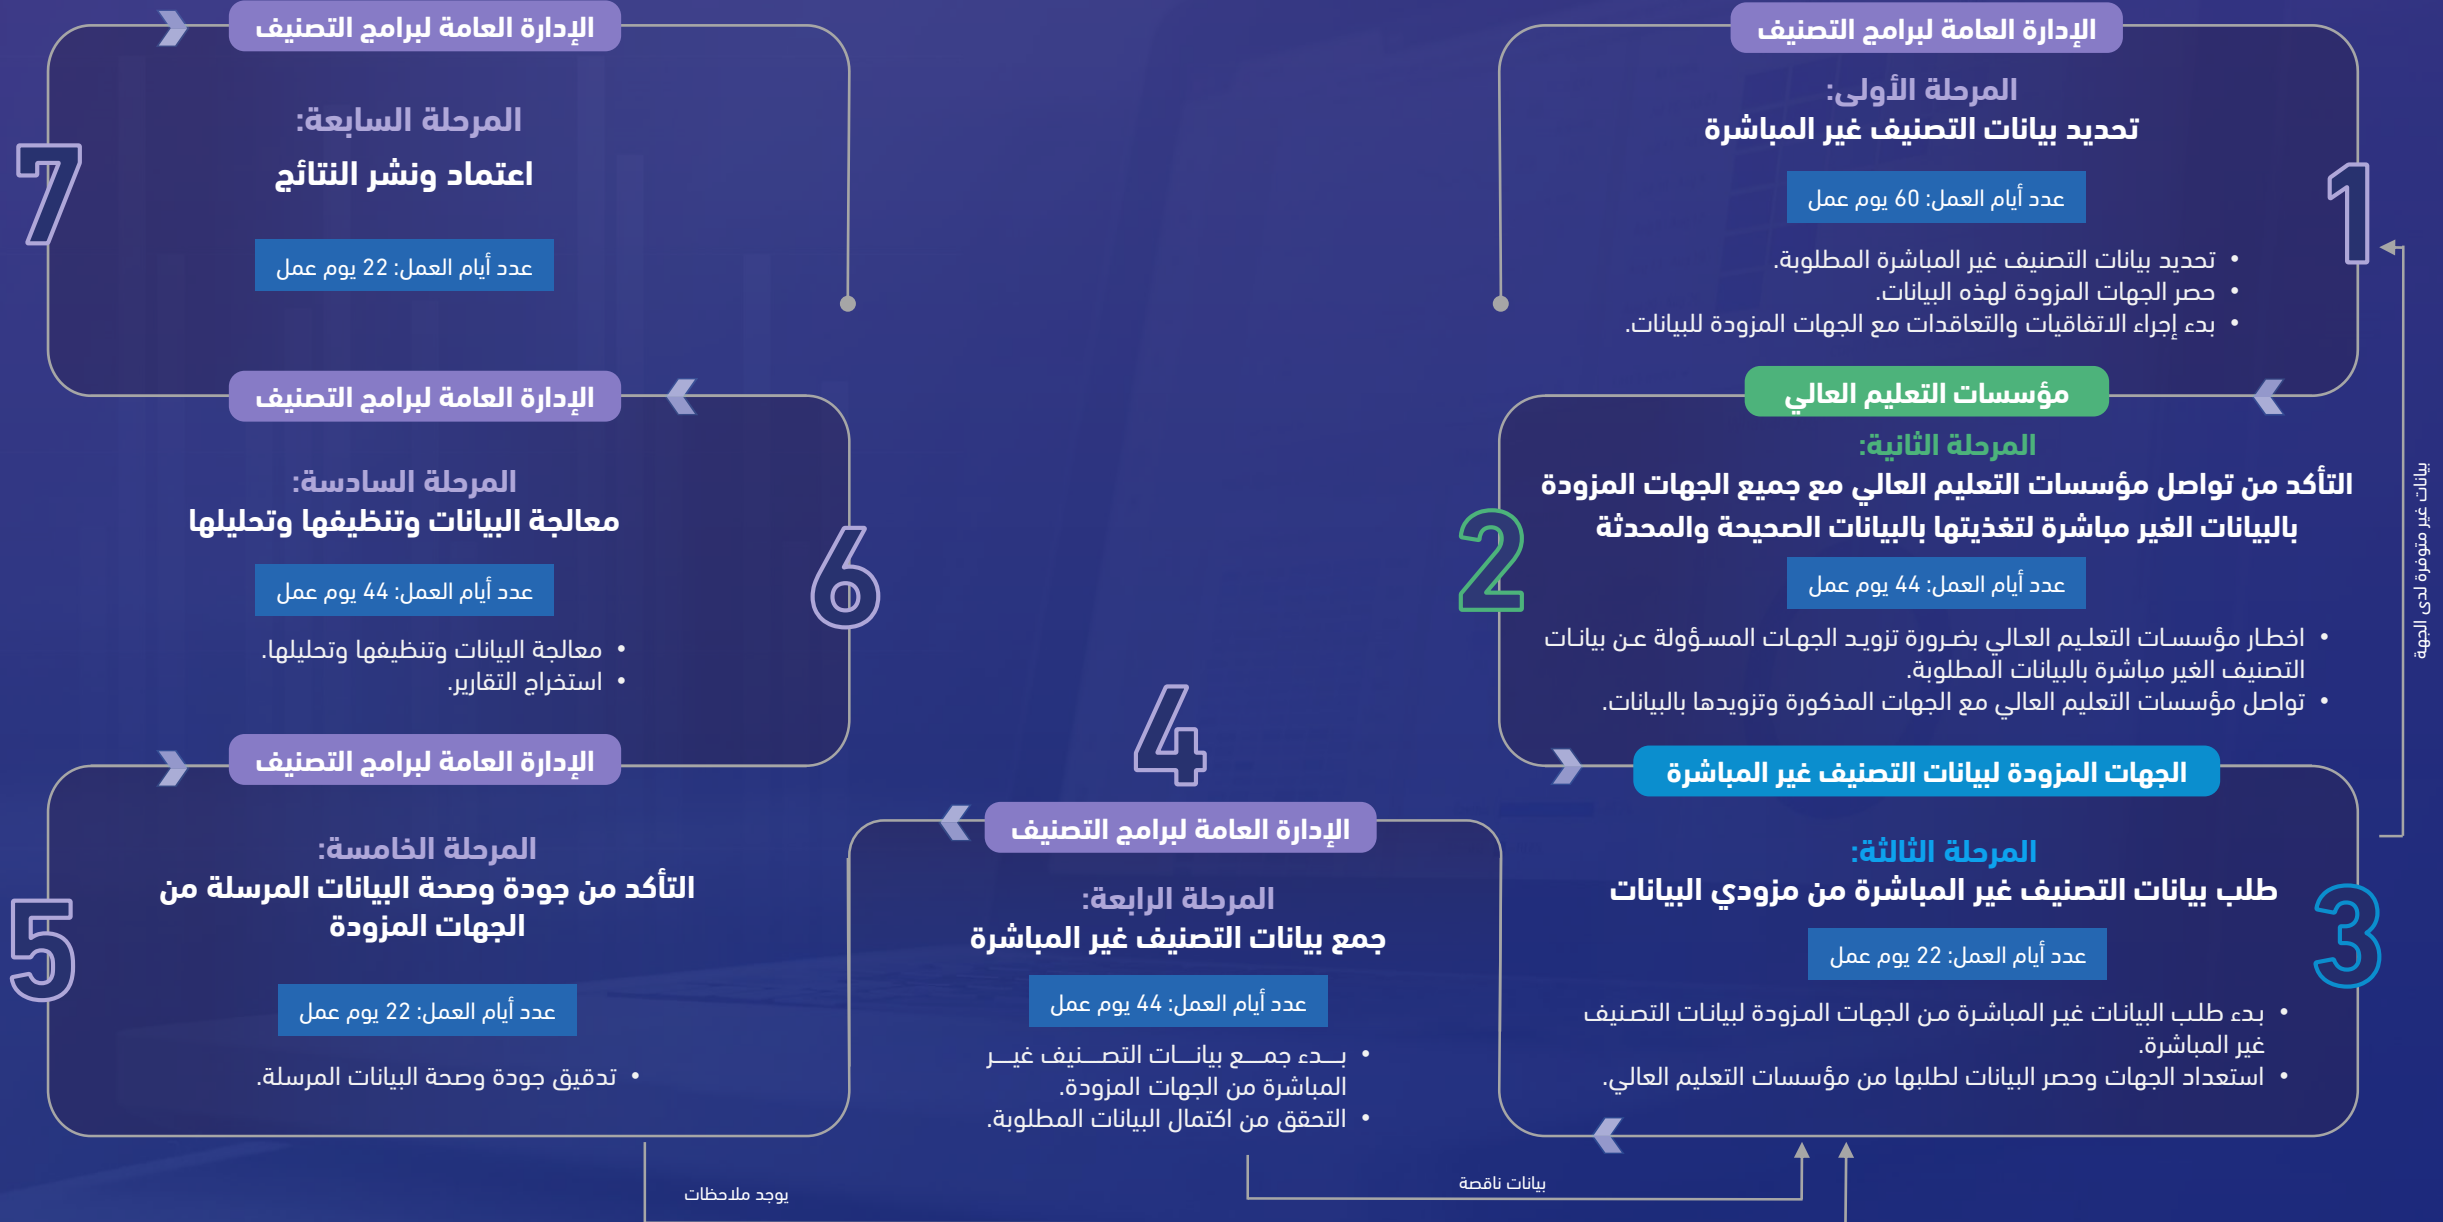 الإدارة العامة لبرامج التصنيف
1
المرحلة الأولى:
تحديد بيانات التصنيف غير المباشرة
عدد أيام العمل: 60 يوم عمل
• تحديد بيانات التصنيف غير المباشرة المطلوبة.
• حصر الجهات المزودة لهذه البيانات.
• بدء إجراء الاتفاقيات والتعاقدات مع الجهات المزودة للبيانات.
مؤسسات التعليم العالي
2
المرحلة الثانية:
التأكد من تواصل مؤسسات التعليم العالي مع جميع الجهات المزودة
بالبيانات الغير مباشرة لتغذيتها بالبيانات الصحيحة والمحدثة
عدد أيام العمل: 44 يوم عمل
• اخطار مؤسسات التعليم العالي بضرورة تزويد الجهات المسؤولة عن بيانات
التصنيف الغير مباشرة بالبيانات المطلوبة.
• تواصل مؤسسات التعليم العالي مع الجهات المذكورة وتزويدها بالبيانات.
الجهات المزودة لبيانات التصنيف غير المباشرة
3
المرحلة الثالثة:
طلب بيانات التصنيف غير المباشرة من مزودي البيانات
عدد أيام العمل: 22 يوم عمل
• بدء طلب البيانات غير المباشرة من الجهات المزودة لبيانات التصنيف
غير المباشرة.
• استعداد الجهات وحصر البيانات لطلبها من مؤسسات التعليم العالي.
بيانات غير متوفرة لدى الجهة
4
الإدارة العامة لبرامج التصنيف
المرحلة الرابعة:
جمع بيانات التصنيف غير المباشرة
عدد أيام العمل: 44 يوم عمل
• بدء جمع بيانات التصنيف غير
المباشرة من الجهات المزودة.
• التحقق من اكتمال البيانات المطلوبة.
بيانات ناقصة
الإدارة العامة لبرامج التصنيف
5
المرحلة الخامسة:
التأكد من جودة وصحة البيانات المرسلة من
الجهات المزودة
عدد أيام العمل: 22 يوم عمل
• تدقيق جودة وصحة البيانات المرسلة.
يوجد ملاحظات
الإدارة العامة لبرامج التصنيف
6
المرحلة السادسة:
معالجة البيانات وتنظيفها وتحليلها
عدد أيام العمل: 44 يوم عمل
• معالجة البيانات وتنظيفها وتحليلها.
• استخراج التقارير.
الإدارة العامة لبرامج التصنيف
7
المرحلة السابعة:
اعتماد ونشر النتائج
عدد أيام العمل: 22 يوم عمل